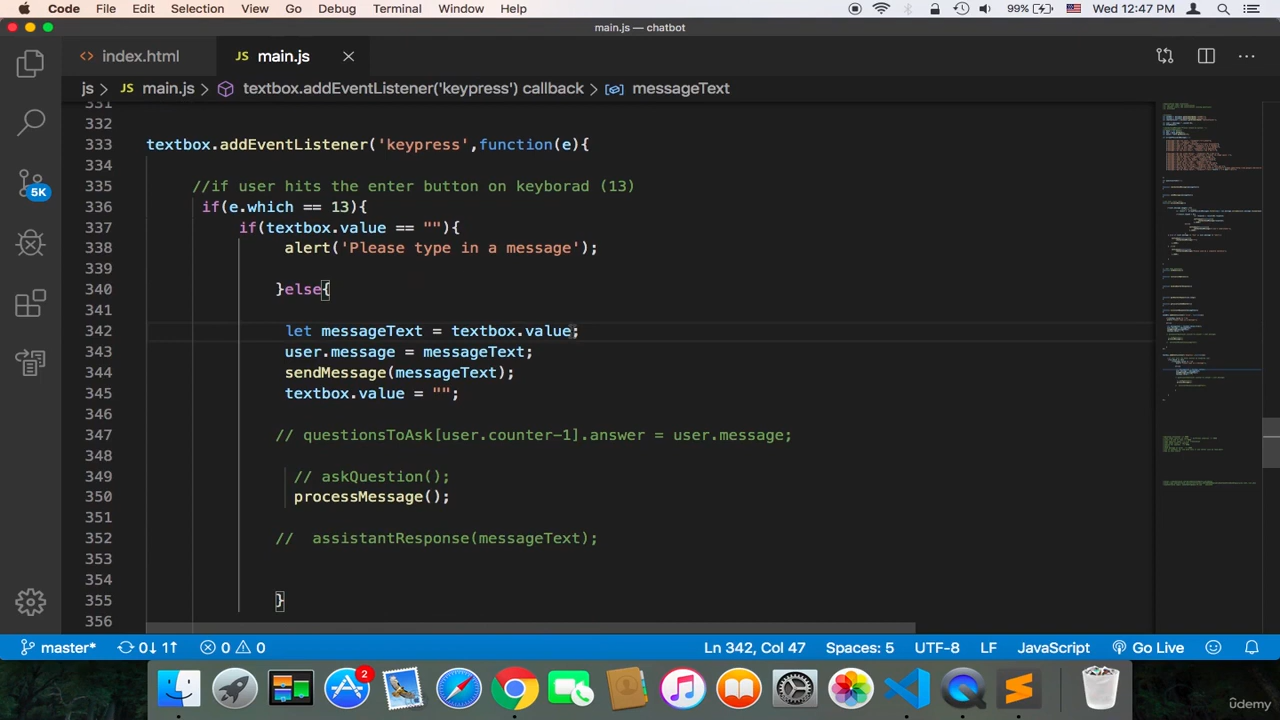 Code File Edit Selection View Go Debug Terminal Window Help 99% Wed 12:47 PM
main.js — chatbot
<> index.html JS main.js
js > JS main.js > textbox.addEventListener('keypress') callback > messageText
331
332
333 textbox.addEventListener('keypress',function(e){
334
335 //if user hits the enter button on keyborad (13)
336 if(e.which == 13){
337 if(textbox.value == ""){
338 alert('Please type in a message');
339
340 }else{
341
342 let messageText = textbox.value;
343 user.message = messageText;
344 sendMessage(messageText);
345 textbox.value = "";
346
347 // questionsToAsk[user.counter-1].answer = user.message;
348
349 // askQuestion();
350 processMessage();
351
352 // assistantResponse(messageText);
353
354
355 }
356
5K
master* 0↓ 1↑ 0 0 Ln 342, Col 47 Spaces: 5 UTF-8 LF JavaScript Go Live
2
udemy